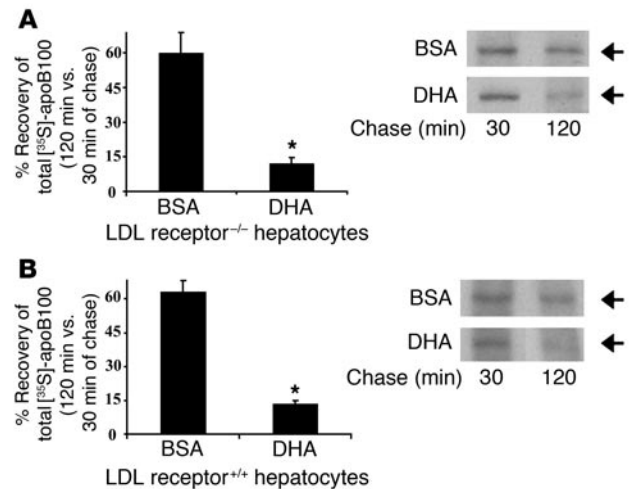 A
% Recovery of
total [³⁵S]-apoB100
(120 min vs.
30 min of chase)
60
45
30
15
*
BSA DHA
LDL receptor⁻/⁻ hepatocytes
BSA
DHA
Chase (min) 30 120
B
% Recovery of
total [³⁵S]-apoB100
(120 min vs.
30 min of chase)
60
45
30
15
0
*
BSA DHA
LDL receptor⁺/⁺ hepatocytes
BSA
DHA
Chase (min) 30 120